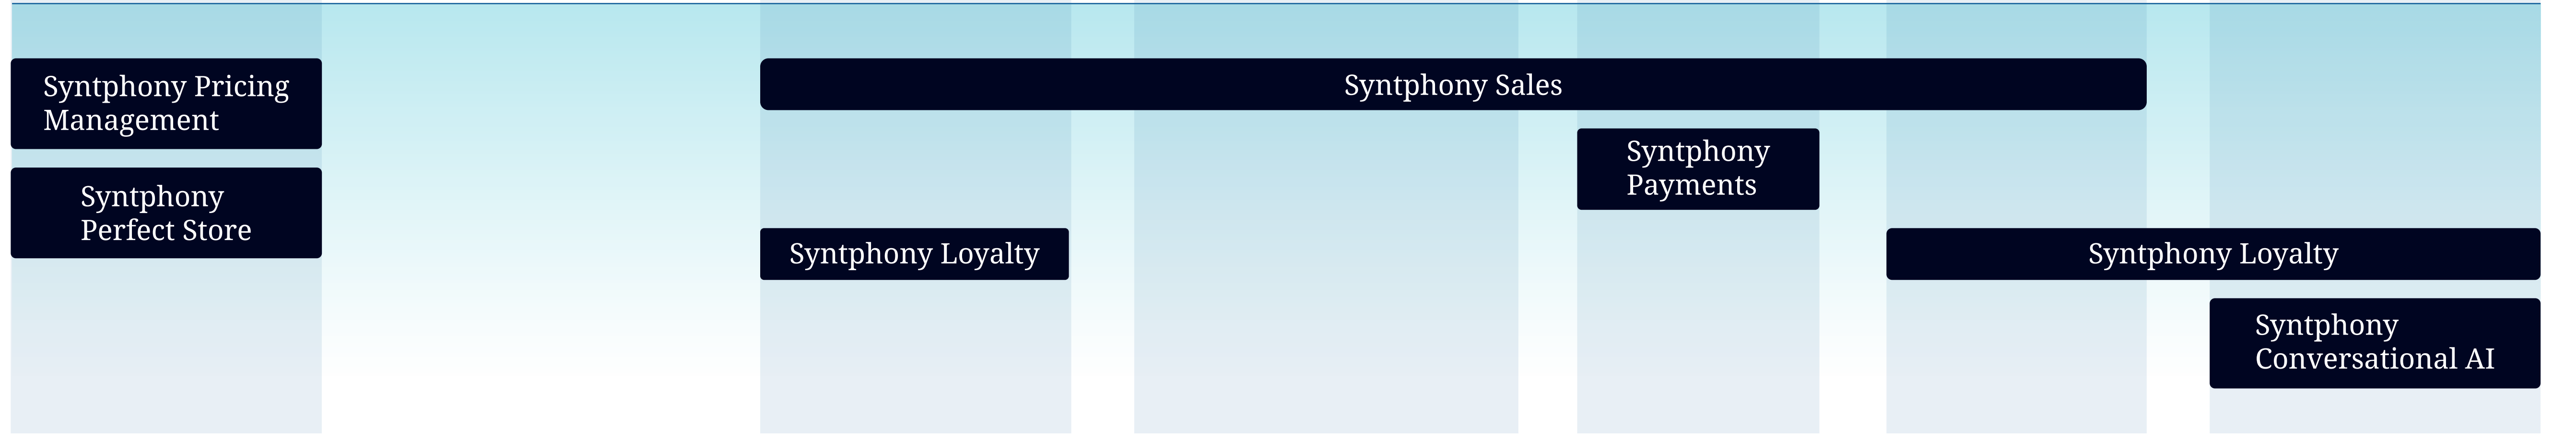 Syntphony Pricing
Management
Syntphony Sales
Syntphony
Payments
Syntphony
Perfect Store
Syntphony Loyalty
Syntphony Loyalty
Syntphony
Conversational AI